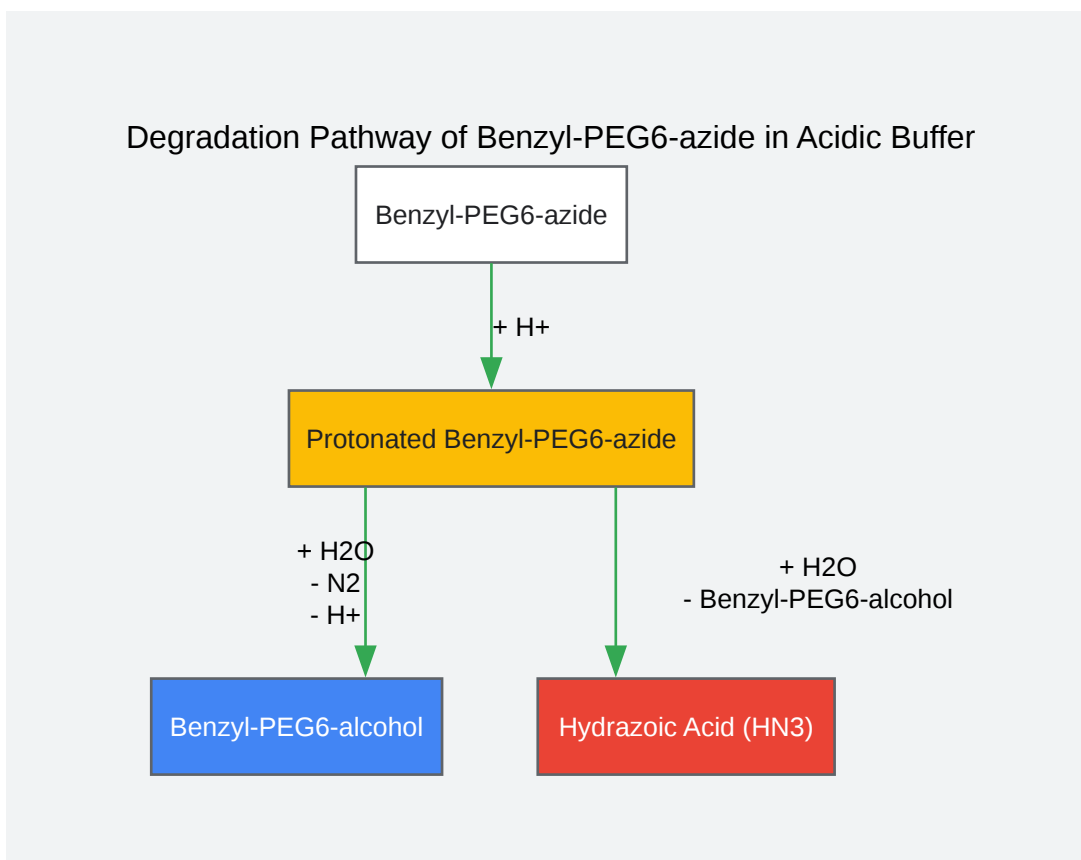 Degradation Pathway of Benzyl-PEG6-azide in Acidic Buffer
Benzyl-PEG6-azide
+ H+
Protonated Benzyl-PEG6-azide
+ H2O
- N2
- H+
+ H2O
- Benzyl-PEG6-alcohol
Benzyl-PEG6-alcohol
Hydrazoic Acid (HN3)